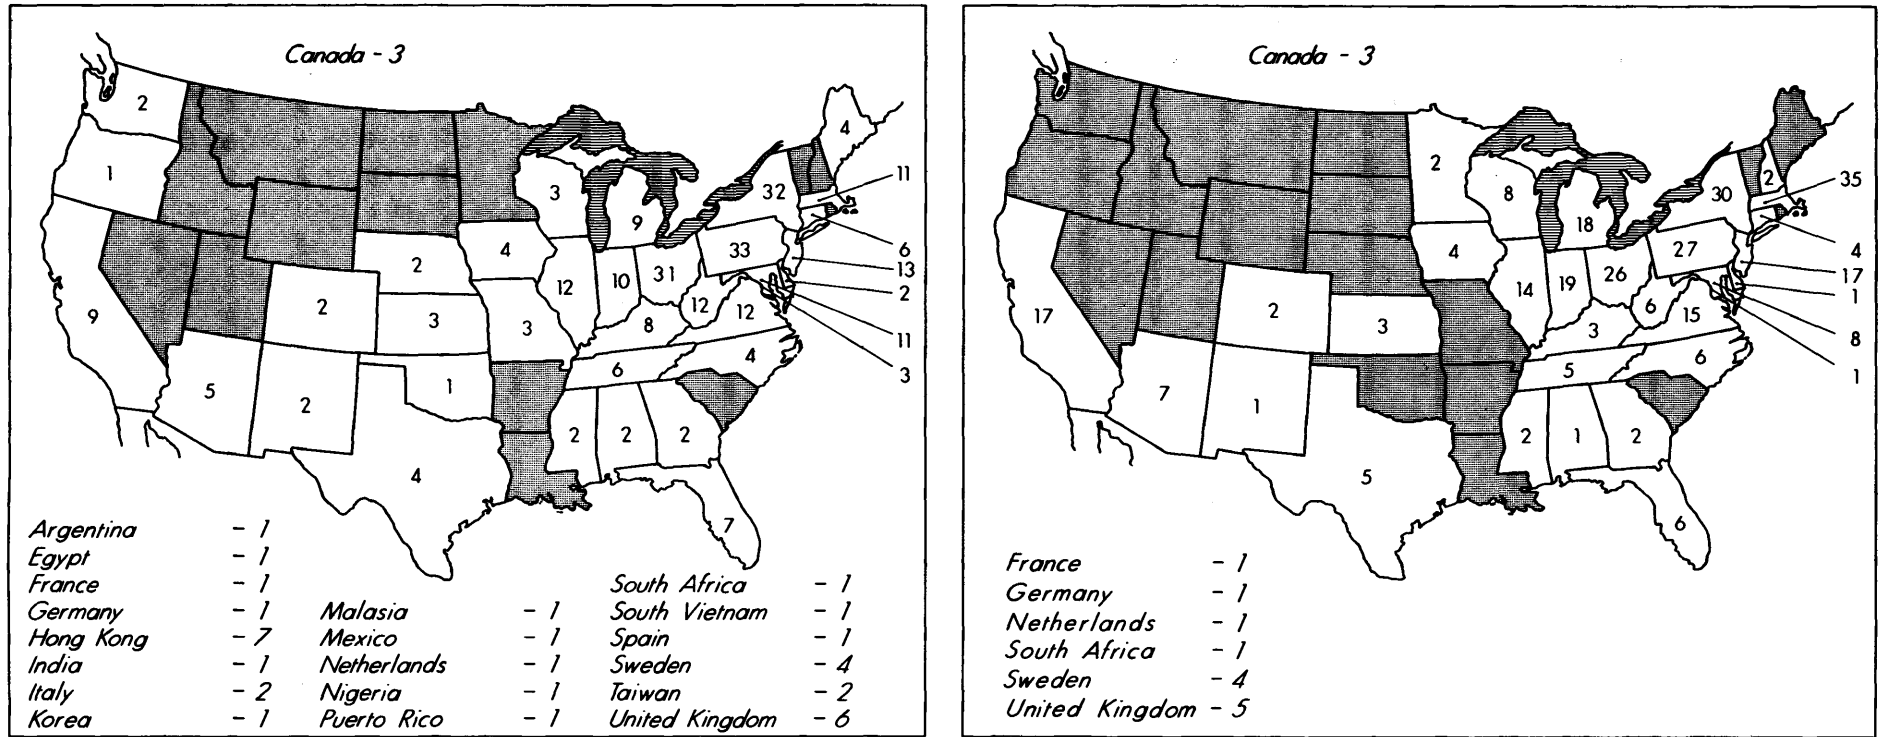 Canada - 3
2
1
9
5
2
2
2
3
1
4
4
3
3
12
9
10
31
8
6
2
2
2
7
4
12
12
33
32
4
11
6
13
2
11
3
Argentina - 1
Egypt - 1
France - 1
Germany - 1
Hong Kong - 7
India - 1
Italy - 2
Korea - 1
Malasia - 1
Mexico - 1
Netherlands - 1
Nigeria - 1
Puerto Rico - 1
South Africa - 1
South Vietnam - 1
Spain - 1
Sweden - 4
Taiwan - 2
United Kingdom - 6
Canada - 3
17
7
1
2
3
5
2
4
8
14
18
19
26
3
5
2
1
2
6
6
15
6
27
30
2
35
4
17
1
8
1
France - 1
Germany - 1
Netherlands - 1
South Africa - 1
Sweden - 4
United Kingdom - 5